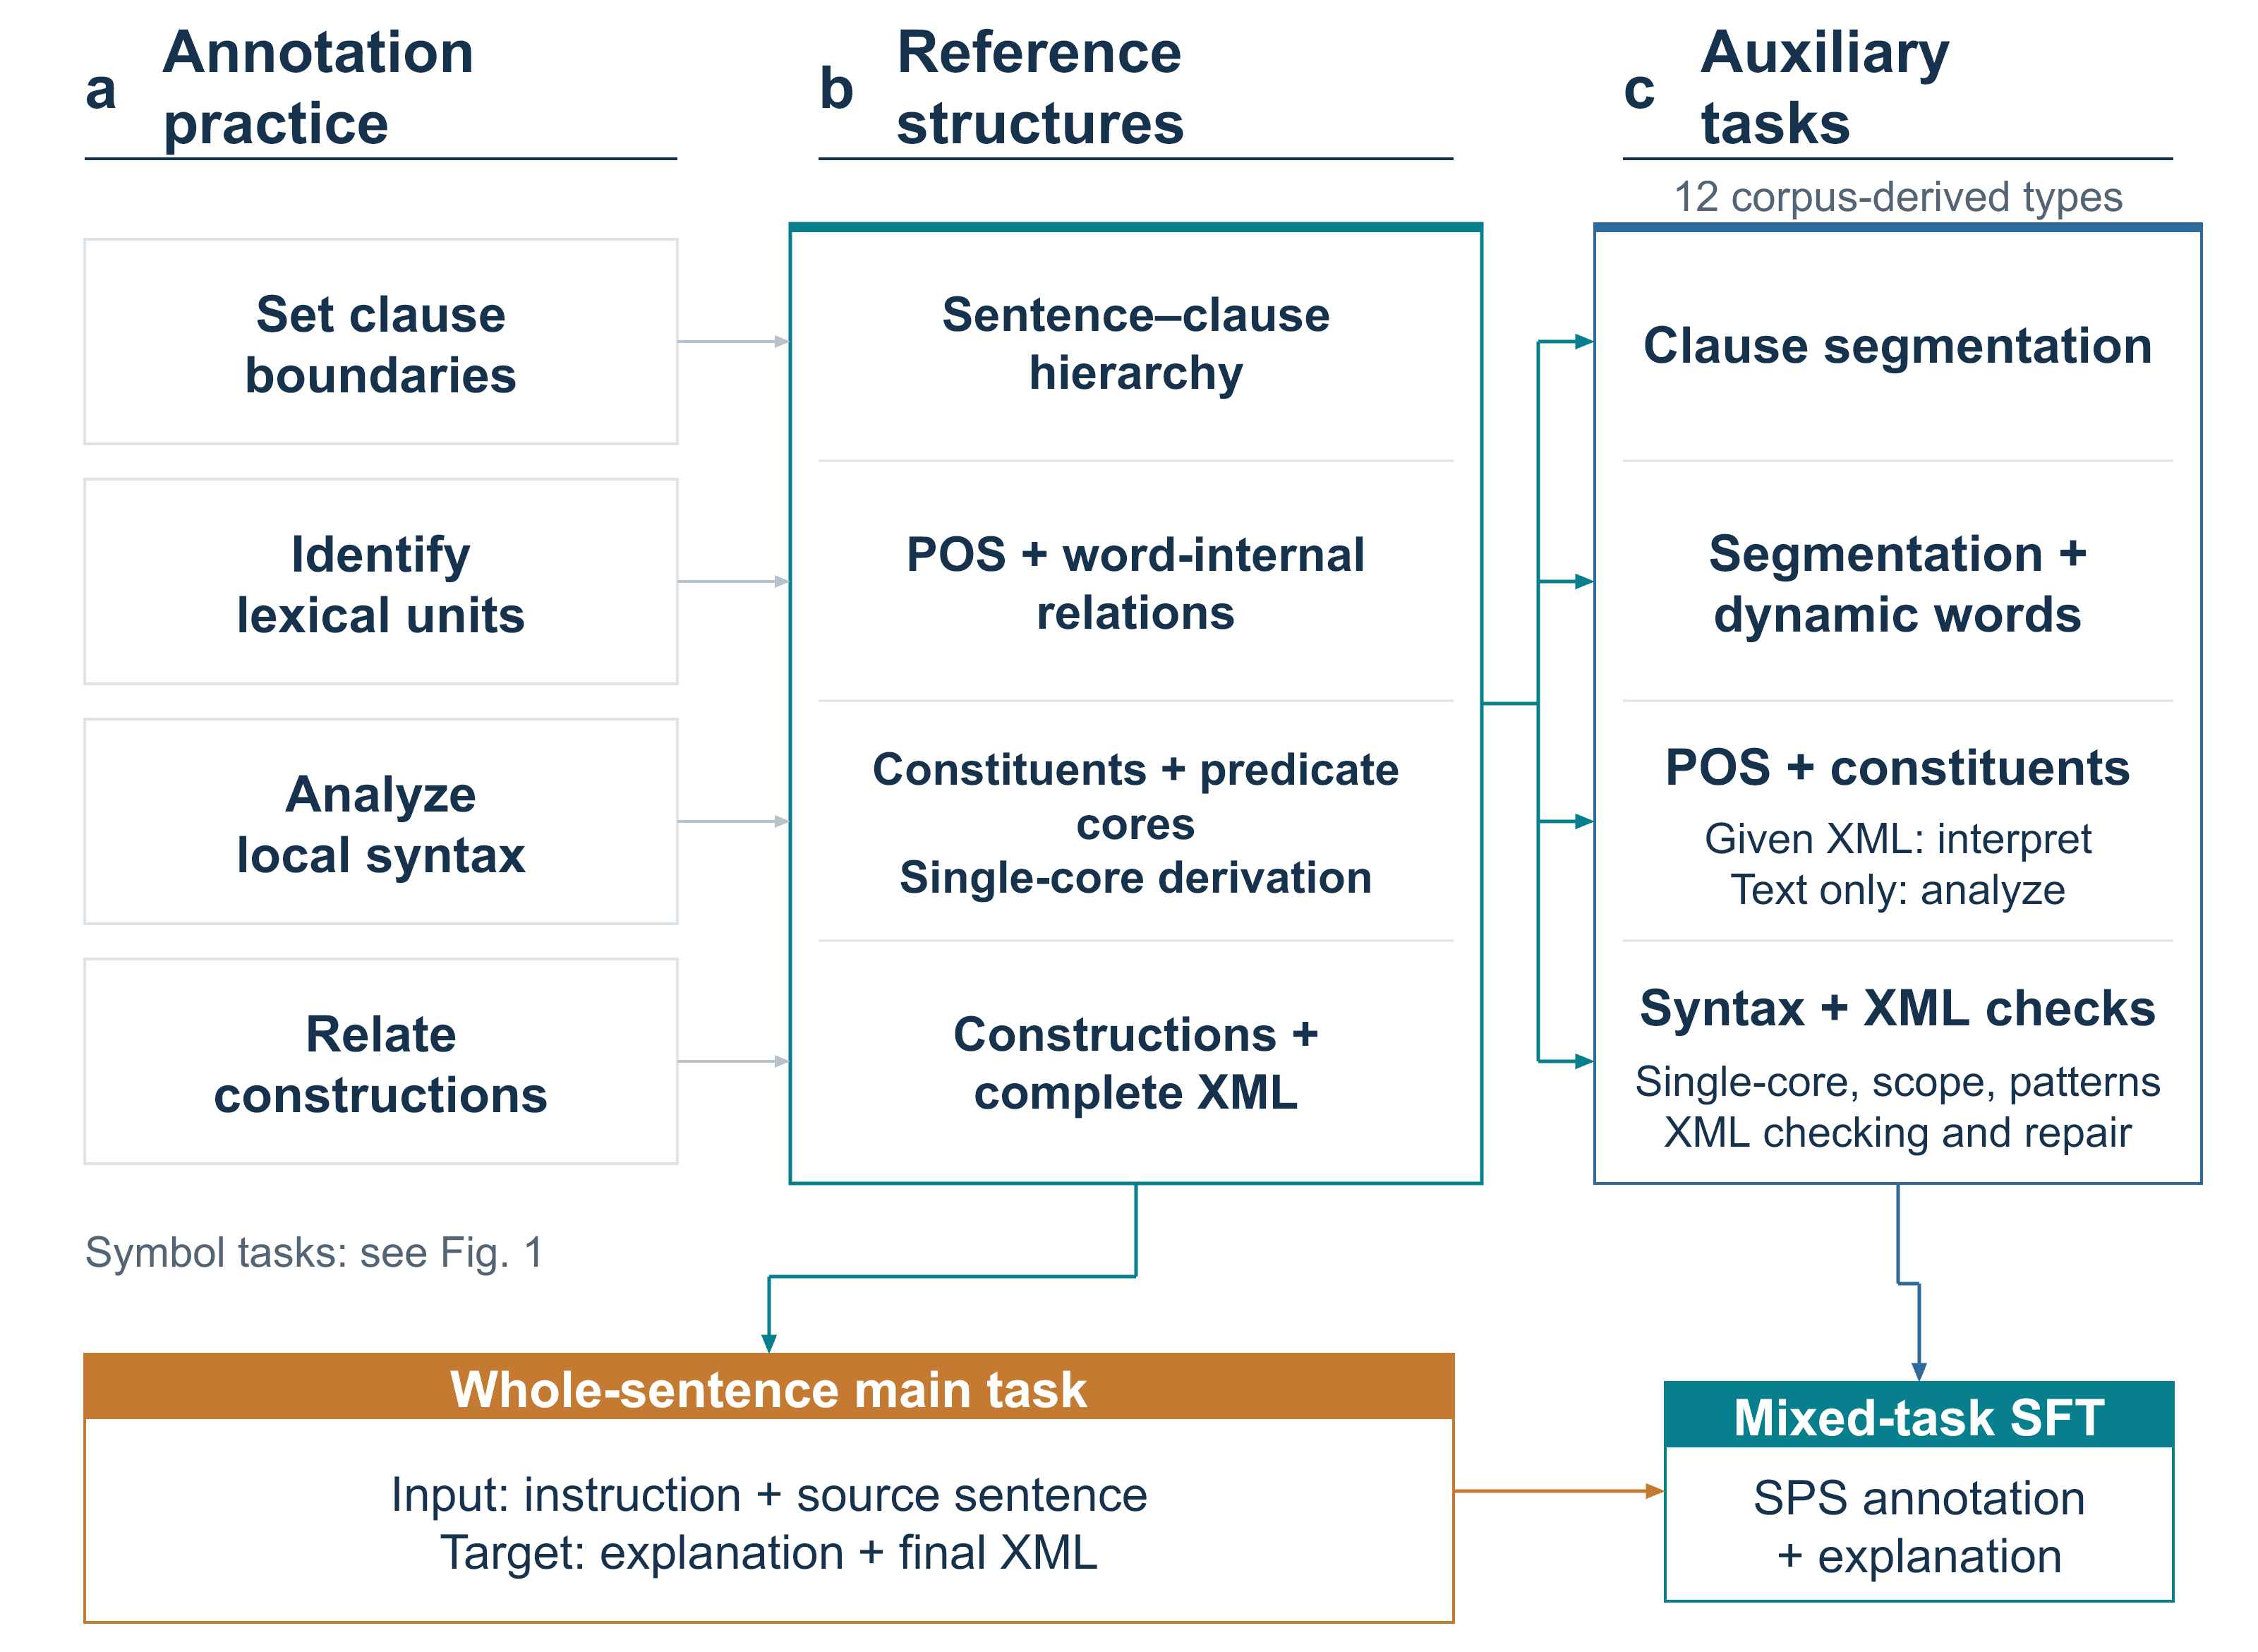 a Annotation
practice
Set clause
boundaries
Identify
lexical units
Analyze
local syntax
Relate
constructions
Symbol tasks: see Fig. 1
b Reference
structures
Sentence–clause
hierarchy
POS + word-internal
relations
Constituents + predicate
cores
Single-core derivation
Constructions +
complete XML
c Auxiliary
tasks
12 corpus-derived types
Clause segmentation
Segmentation +
dynamic words
POS + constituents
Given XML: interpret
Text only: analyze
Syntax + XML checks
Single-core, scope, patterns
XML checking and repair
Whole-sentence main task
Input: instruction + source sentence
Target: explanation + final XML
Mixed-task SFT
SPS annotation
+ explanation